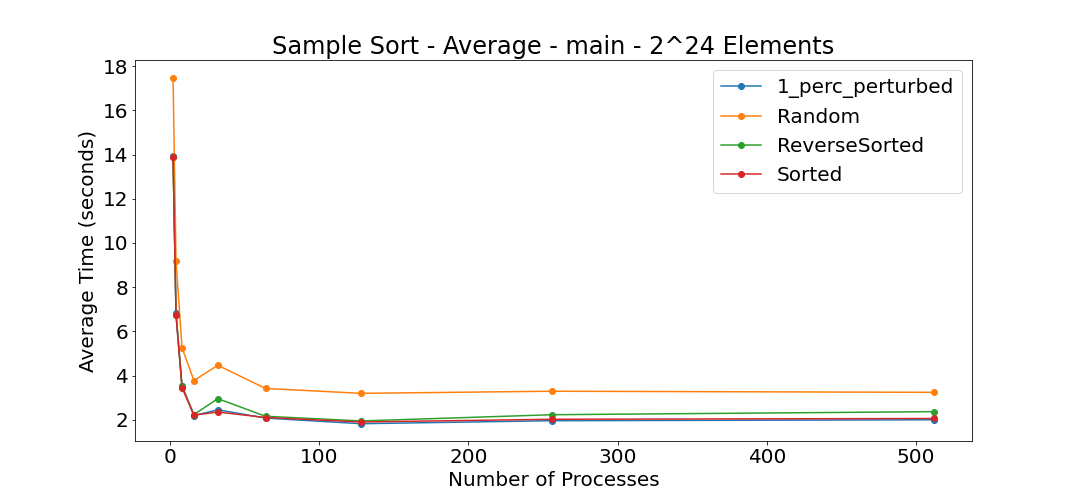 Sample Sort - Average - main - 2^24 Elements
18
16
14
12
10
8
6
4
2
Average Time (seconds)
1_perc_perturbed
Random
ReverseSorted
Sorted
0 100 200 300 400 500
Number of Processes